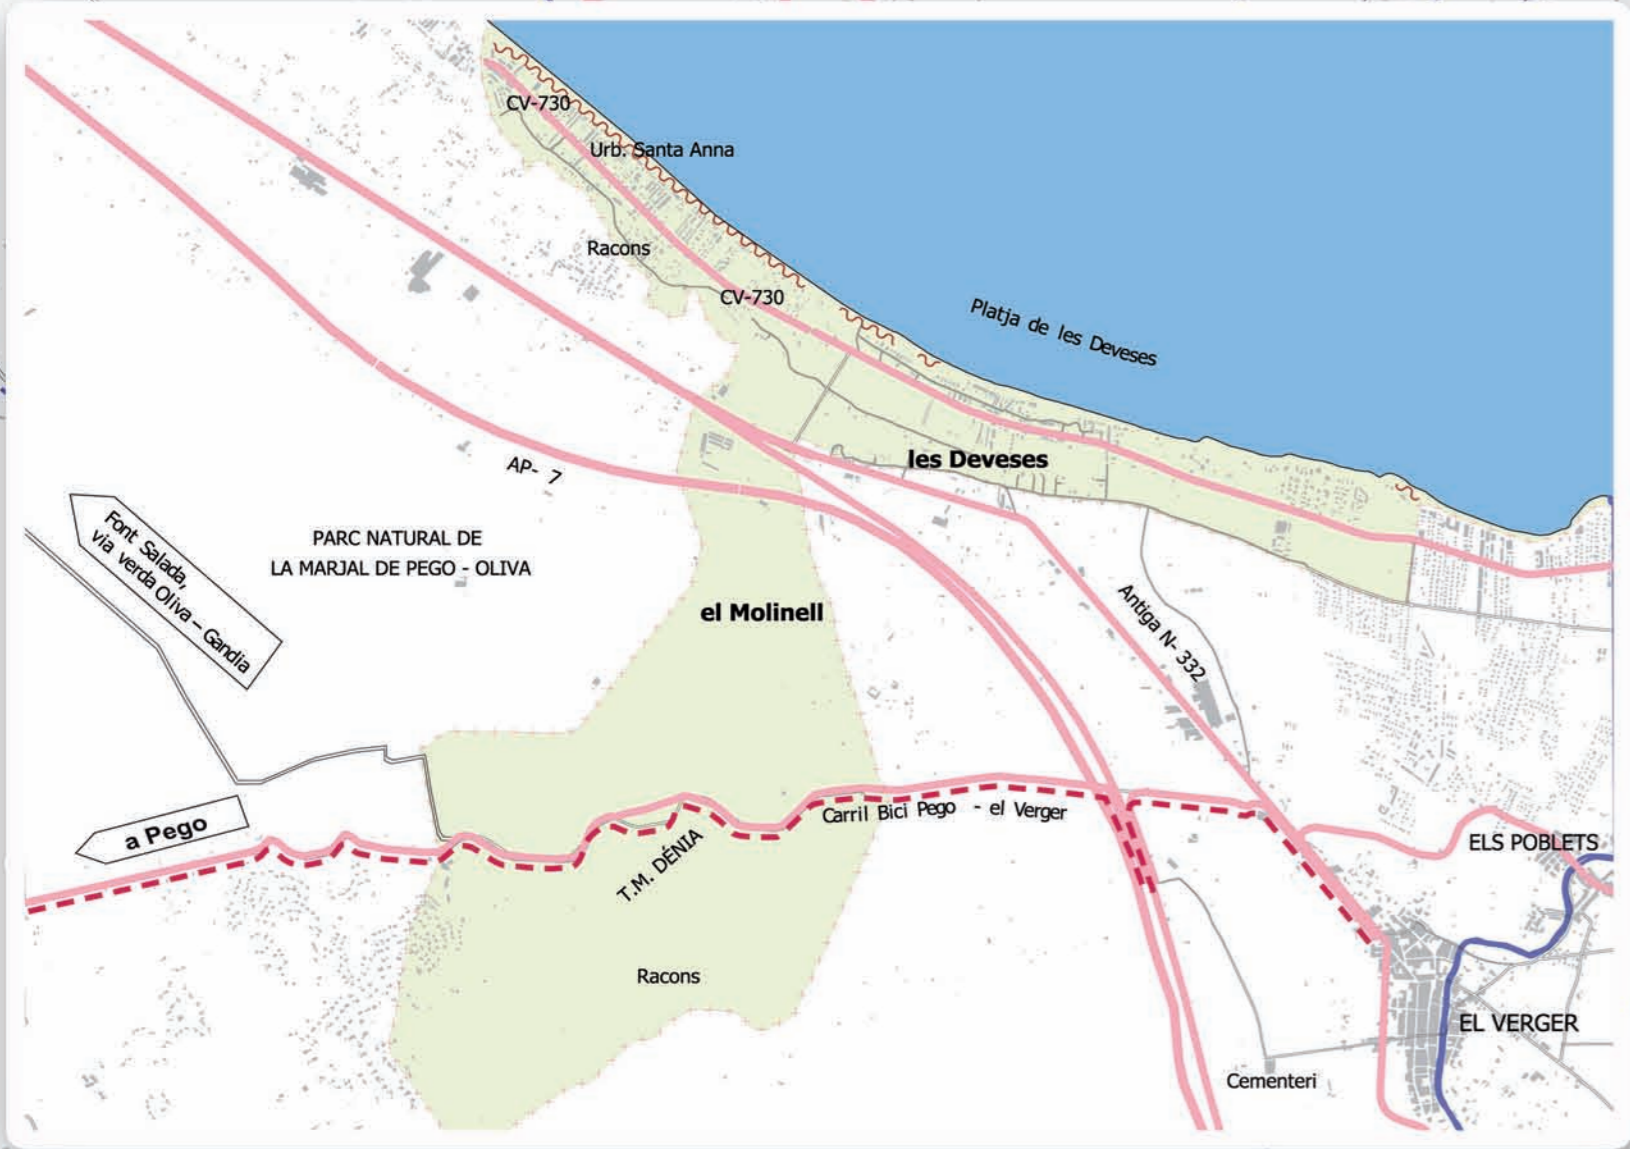 CV-730
Urb. Santa Anna
Racons
CV-730
Platja de les Deveses
les Deveses
AP- 7
Font Salada,
via verda Oliva – Gandia
PARC NATURAL DE
LA MARJAL DE PEGO - OLIVA
el Molinell
Antiga N- 332
a Pego
Carril Bici Pego - el Verger
T.M. DÉNIA
ELS POBLETS
Racons
EL VERGER
Cementeri